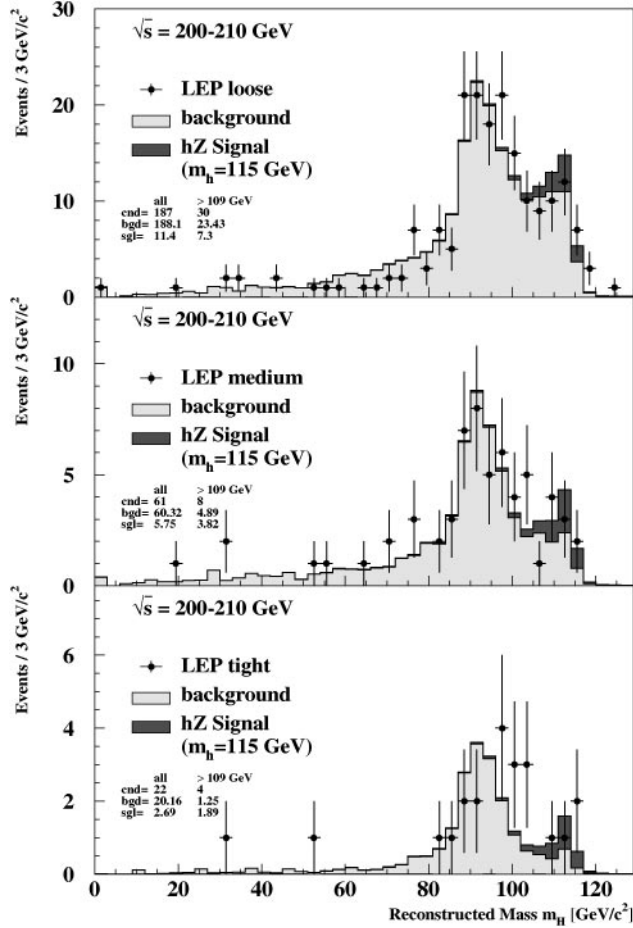 √s = 200-210 GeV
Events / 3 GeV/c²
30
LEP loose
background
20
hZ Signal
(m_h=115 GeV)
all > 109 GeV
cnd= 187 30
bgd= 188.1 23.43
sgl= 11.4 7.3
10
0
√s = 200-210 GeV
Events / 3 GeV/c²
10
LEP medium
background
hZ Signal
(m_h=115 GeV)
5
all > 109 GeV
cnd= 61 8
bgd= 60.32 4.89
sgl= 5.75 3.82
0
√s = 200-210 GeV
Events / 3 GeV/c²
6
LEP tight
background
4
hZ Signal
(m_h=115 GeV)
all > 109 GeV
cnd= 22 4
bgd= 20.16 1.25
sgl= 2.69 1.89
2
0
0 20 40 60 80 100 120
Reconstructed Mass m_H [GeV/c²]